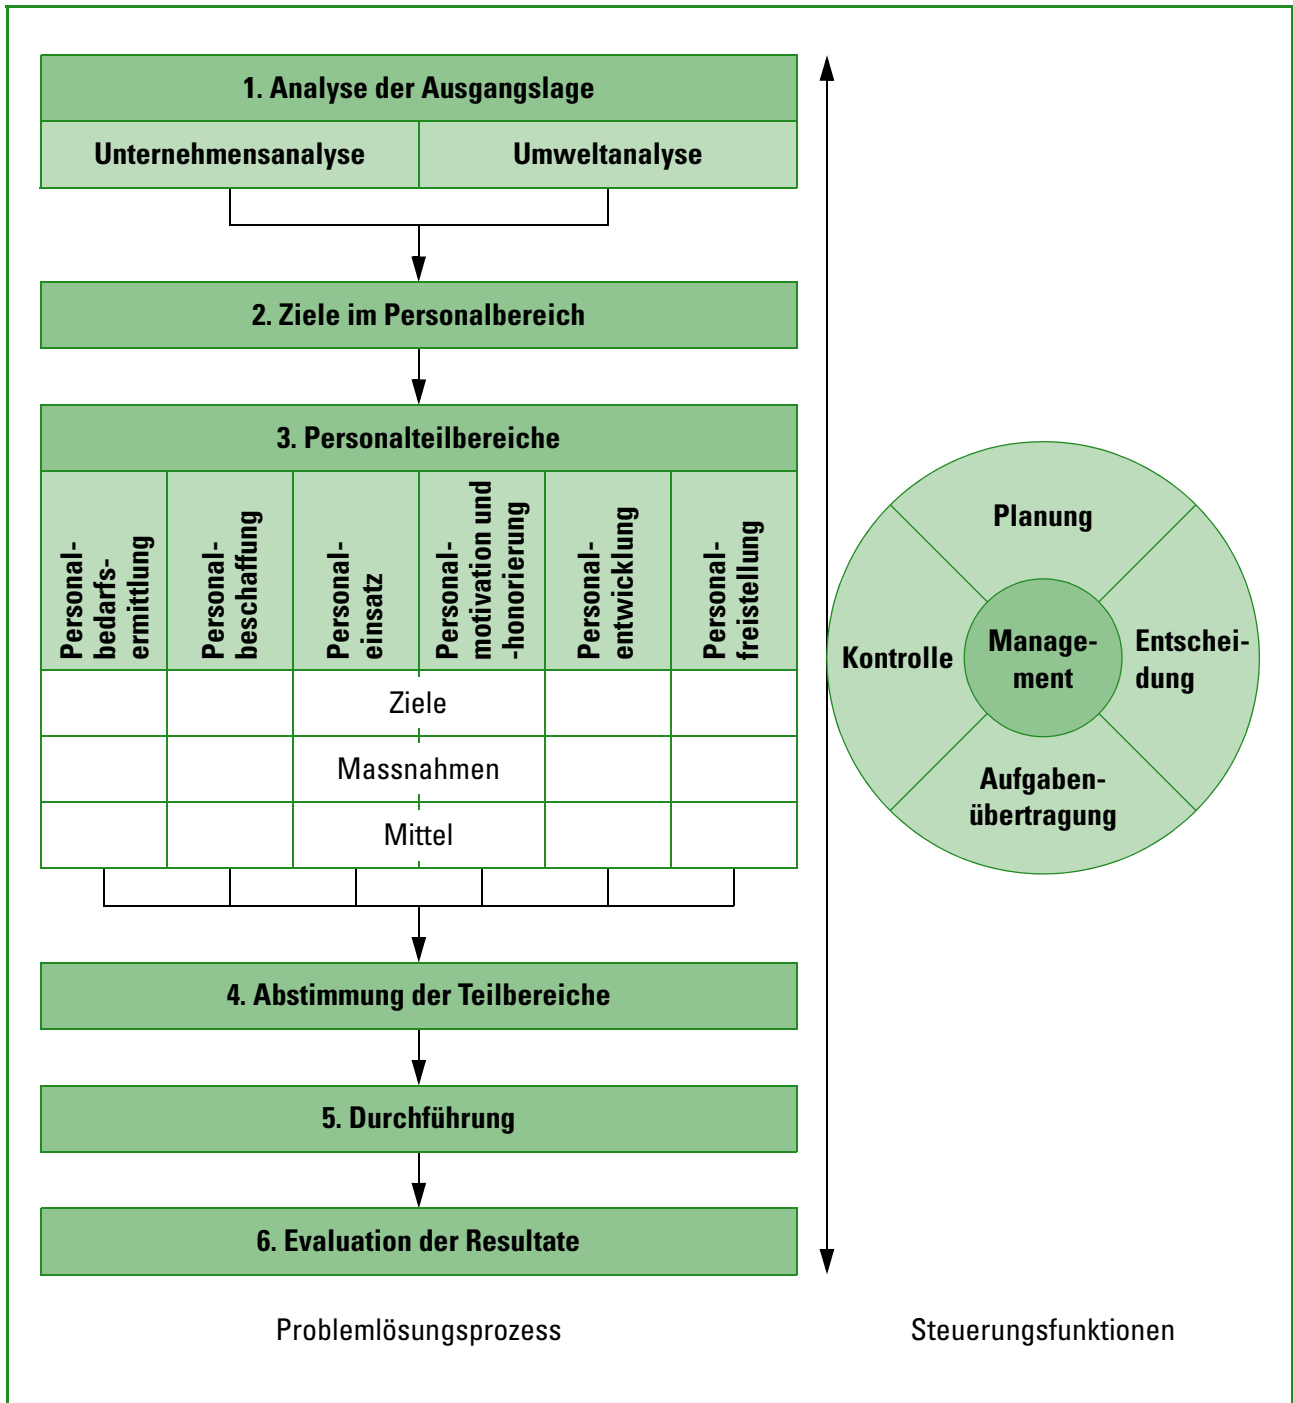 1. Analyse der Ausgangslage
Unternehmensanalyse
Umweltanalyse
2. Ziele im Personalbereich
3. Personalteilbereiche
Personal-
bedarfs-
ermittlung
Personal-
beschaffung
Personal-
einsatz
Personal-
motivation und
-honorierung
Personal-
entwicklung
Personal-
freistellung
Ziele
Massnahmen
Mittel
4. Abstimmung der Teilbereiche
5. Durchführung
6. Evaluation der Resultate
Problemlösungsprozess
Planung
Kontrolle
Manage-
ment
Entschei-
dung
Aufgaben-
übertragung
Steuerungsfunktionen